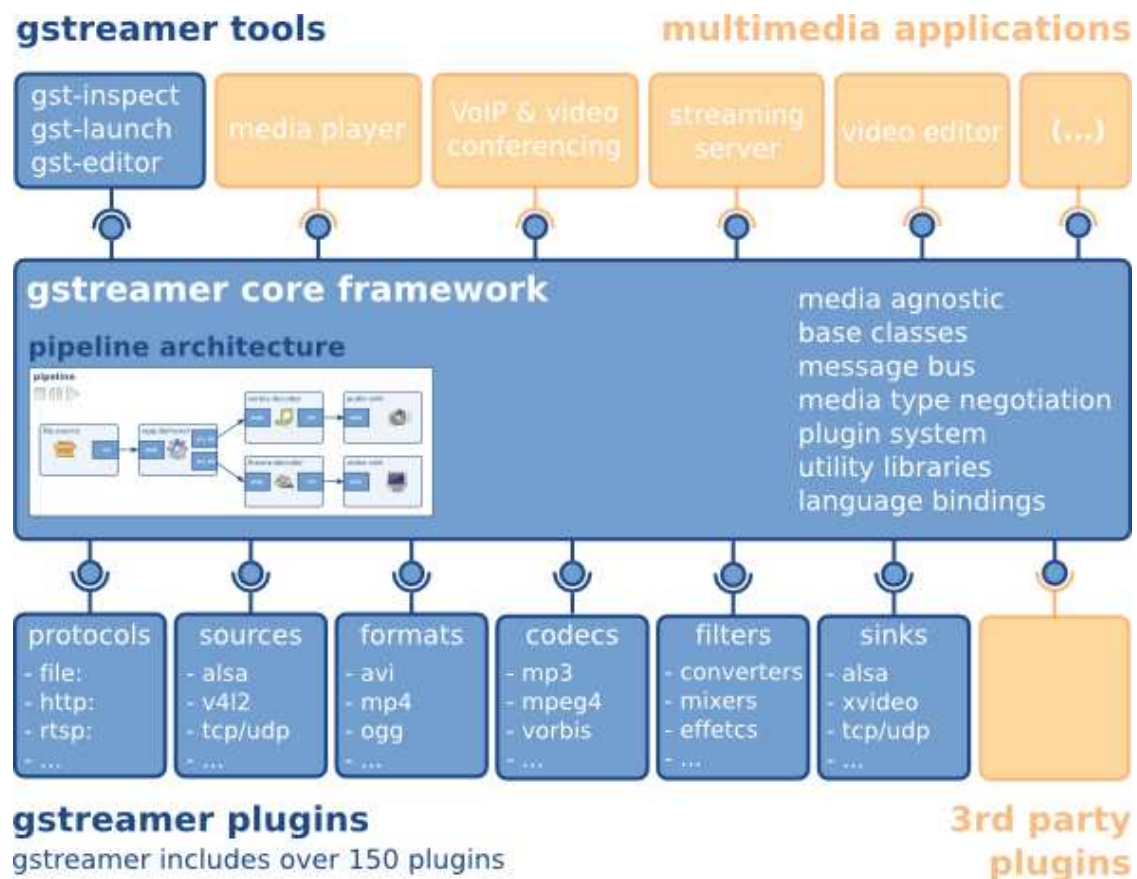 gstreamer tools
multimedia applications
gst-inspect
gst-launch
gst-editor
media player
VoIP & video
conferencing
streaming
server
video editor
(...)
gstreamer core framework
media agnostic
base classes
message bus
media type negotiation
plugin system
utility libraries
language bindings
pipeline architecture
pipeline
protocols
- file:
- http:
- rtsp:
- ...
sources
- alsa
- v4l2
- tcp/udp
- ...
formats
- avi
- mp4
- ogg
- ...
codecs
- mp3
- mpeg4
- vorbis
- ...
filters
- converters
- mixers
- effetcs
- ...
sinks
- alsa
- xvideo
- tcp/udp
- ...
gstreamer plugins
gstreamer includes over 150 plugins
3rd party
plugins